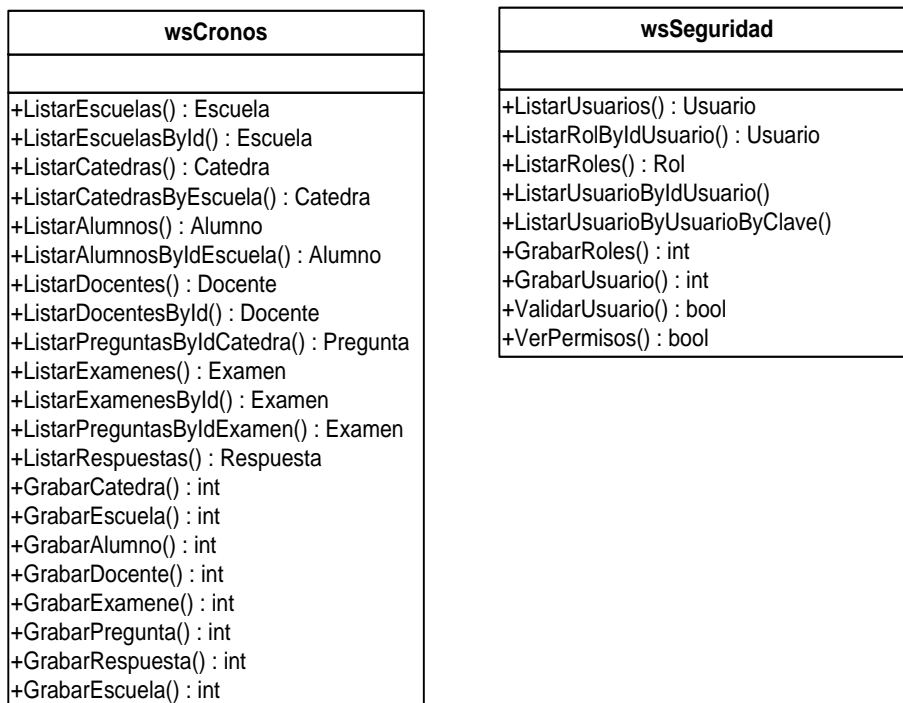 wsCronos
+ListarEscuelas() : Escuela
+ListarEscuelasById() : Escuela
+ListarCatedras() : Catedra
+ListarCatedrasByEscuela() : Catedra
+ListarAlumnos() : Alumno
+ListarAlumnosByIdEscuela() : Alumno
+ListarDocentes() : Docente
+ListarDocentesById() : Docente
+ListarPreguntasByIdCatedra() : Pregunta
+ListarExamenes() : Examen
+ListarExamenesById() : Examen
+ListarPreguntasByIdExamen() : Examen
+ListarRespuestas() : Respuesta
+GrabarCatedra() : int
+GrabarEscuela() : int
+GrabarAlumno() : int
+GrabarDocente() : int
+GrabarExamene() : int
+GrabarPregunta() : int
+GrabarRespuesta() : int
+GrabarEscuela() : int
wsSeguridad
+ListarUsuarios() : Usuario
+ListarRolByIdUsuario() : Usuario
+ListarRoles() : Rol
+ListarUsuarioByIdUsuario()
+ListarUsuarioByUsuarioByClave()
+GrabarRoles() : int
+GrabarUsuario() : int
+ValidarUsuario() : bool
+VerPermisos() : bool